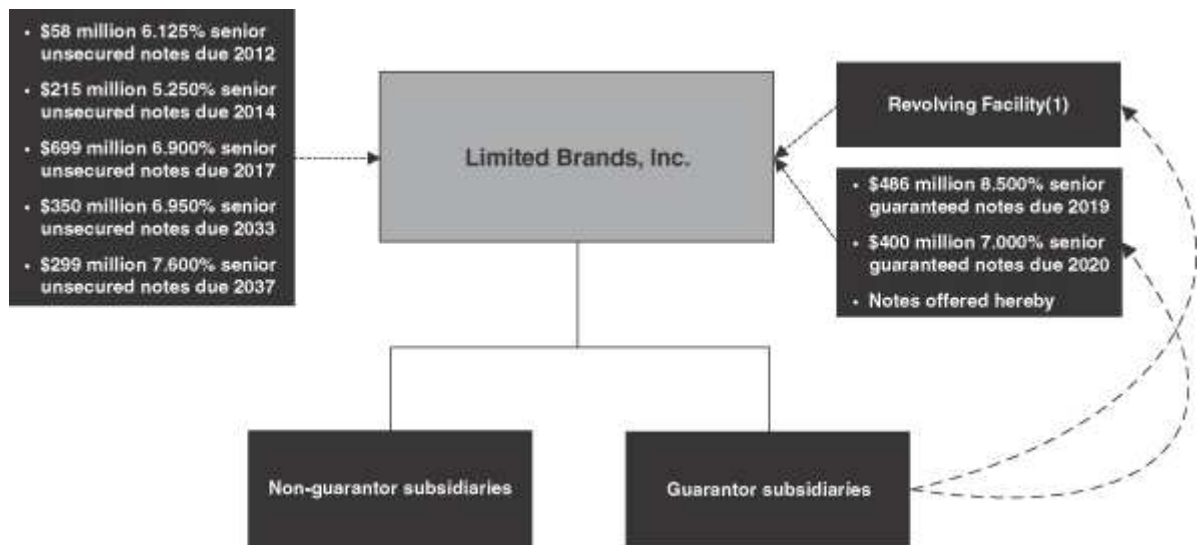 • $58 million 6.125% senior
unsecured notes due 2012
• $215 million 5.250% senior
unsecured notes due 2014
• $699 million 6.900% senior
unsecured notes due 2017
• $350 million 6.950% senior
unsecured notes due 2033
• $299 million 7.600% senior
unsecured notes due 2037
Limited Brands, Inc.
Revolving Facility(1)
• $486 million 8.500% senior
guaranteed notes due 2019
• $400 million 7.000% senior
guaranteed notes due 2020
• Notes offered hereby
Non-guarantor subsidiaries
Guarantor subsidiaries